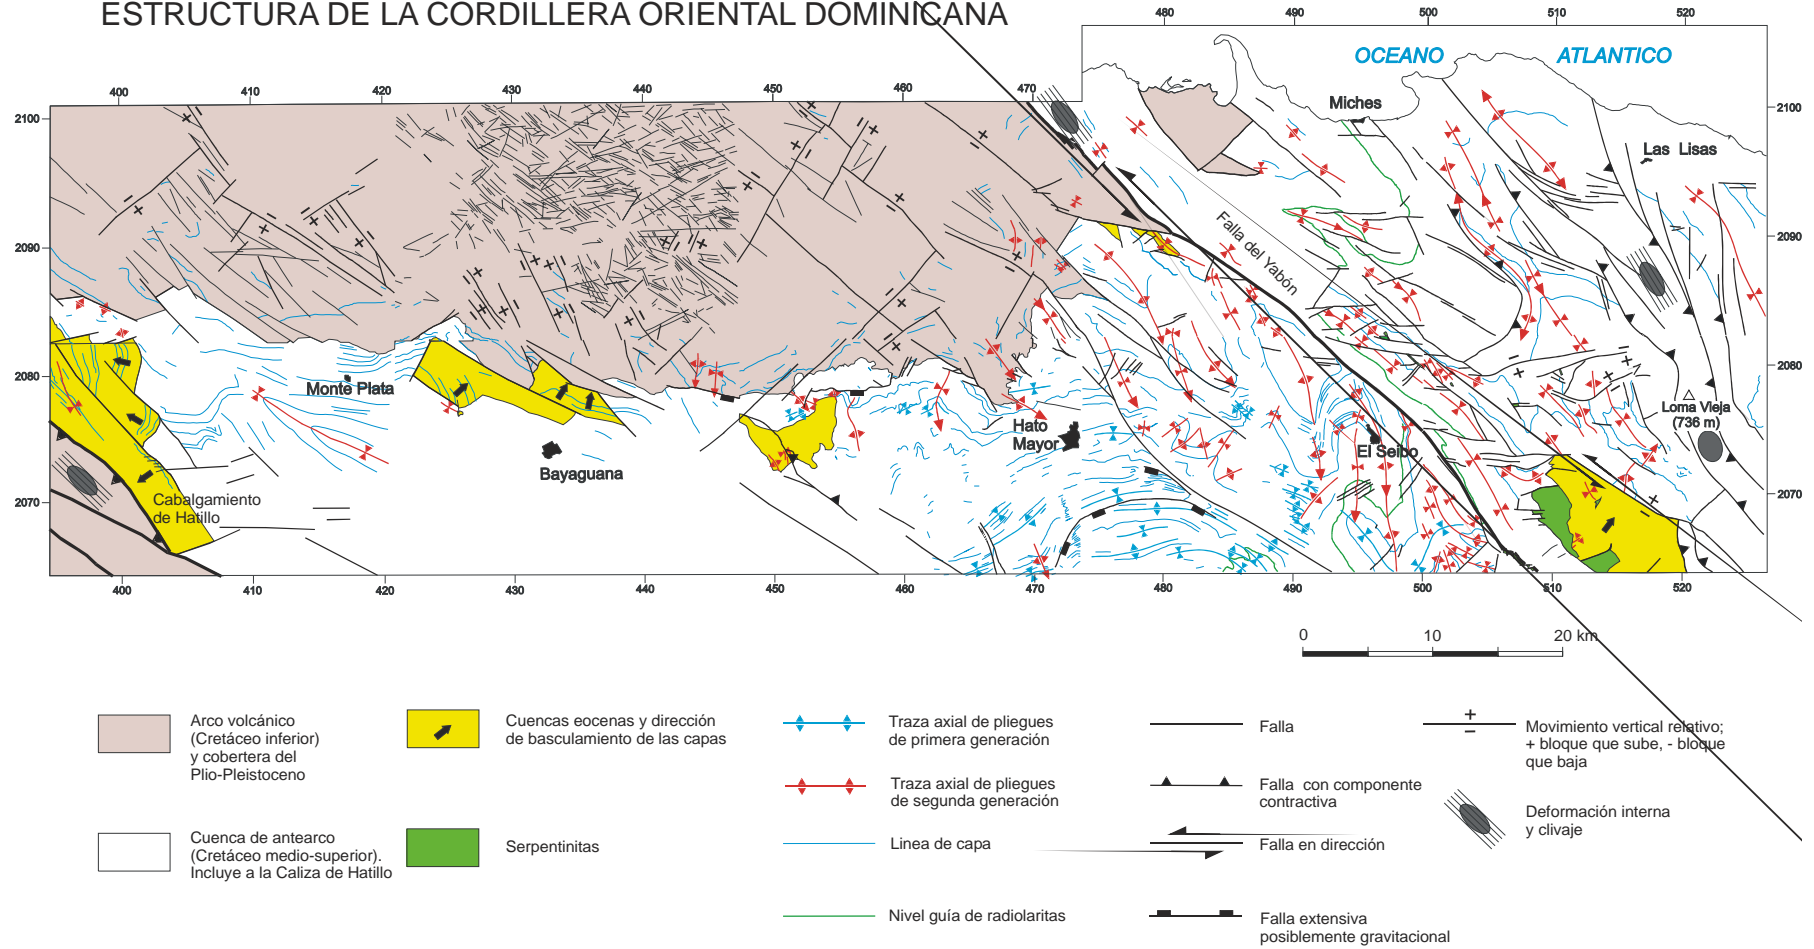 ESTRUCTURA DE LA CORDILLERA ORIENTAL DOMINICANA
480 490 500 510 520
OCEANO ATLANTICO
400 410 420 430 440 450 460 470
Miches
2100 2100
Las Lisas
Falla del Yabón
2090 2090
2080 2080
Monte Plata
Loma Vieja
(736 m)
Hato
Mayor
El Seibo
Bayaguana
Cabalgamiento
de Hatillo
2070 2070
400 410 420 430 440 450 460 470 480 490 500 510 520
0 10 20 km
Arco volcánico
(Cretáceo inferior)
y cobertera del
Plio-Pleistoceno
Cuenca de antearco
(Cretáceo medio-superior).
Incluye a la Caliza de Hatillo
Cuencas eocenas y dirección
de basculamiento de las capas
Serpentinitas
Traza axial de pliegues
de primera generación
Traza axial de pliegues
de segunda generación
Linea de capa
Nivel guía de radiolaritas
Falla
Falla con componente
contractiva
Falla en dirección
Falla extensiva
posiblemente gravitacional
+
–
Movimiento vertical relativo;
+ bloque que sube, - bloque
que baja
Deformación interna
y clivaje